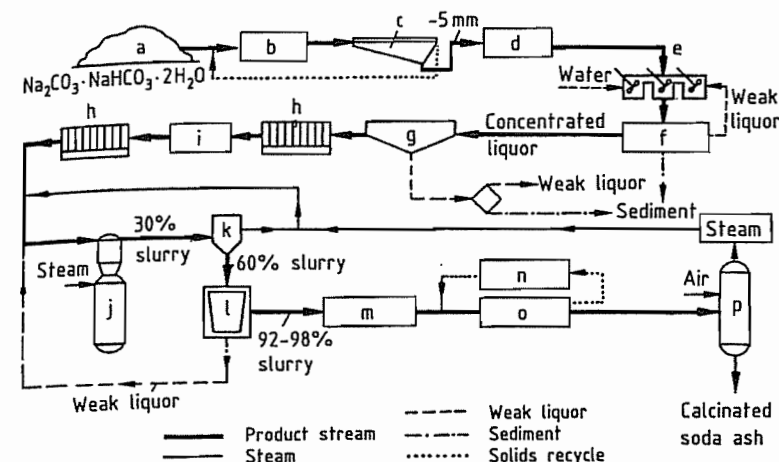 a
b
c
-5 mm
d
e
Na₂CO₃·NaHCO₃·2H₂O
Water
Weak
liquor
h
i
h
g
Concentrated
liquor
f
Weak liquor
Sediment
30%
slurry
k
Steam
Steam
j
60% slurry
l
92-98%
slurry
m
n
o
Air
p
Weak liquor
Calcinated
soda ash
Product stream
Steam
Weak liquor
Sediment
Solids recycle